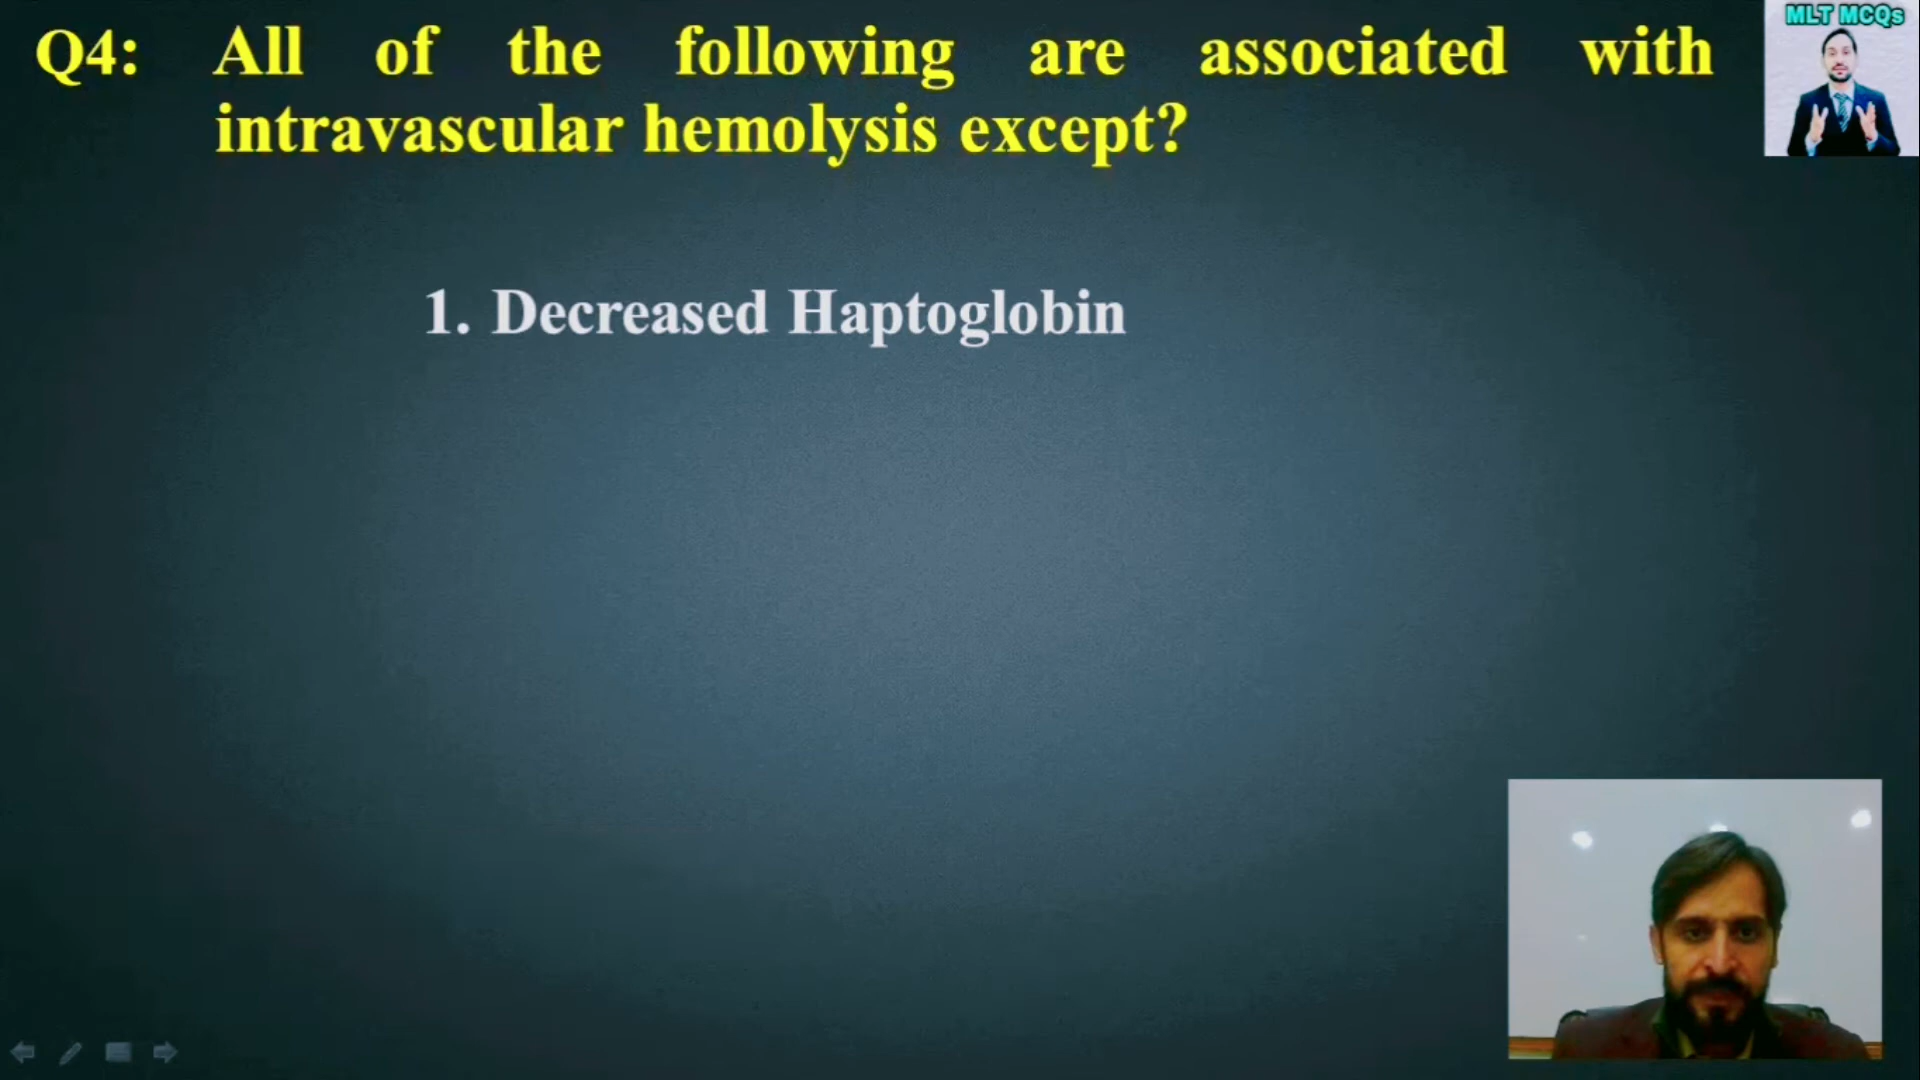 MLT MCQs
Q4: All of the following are associated with
intravascular hemolysis except?
1. Decreased Haptoglobin